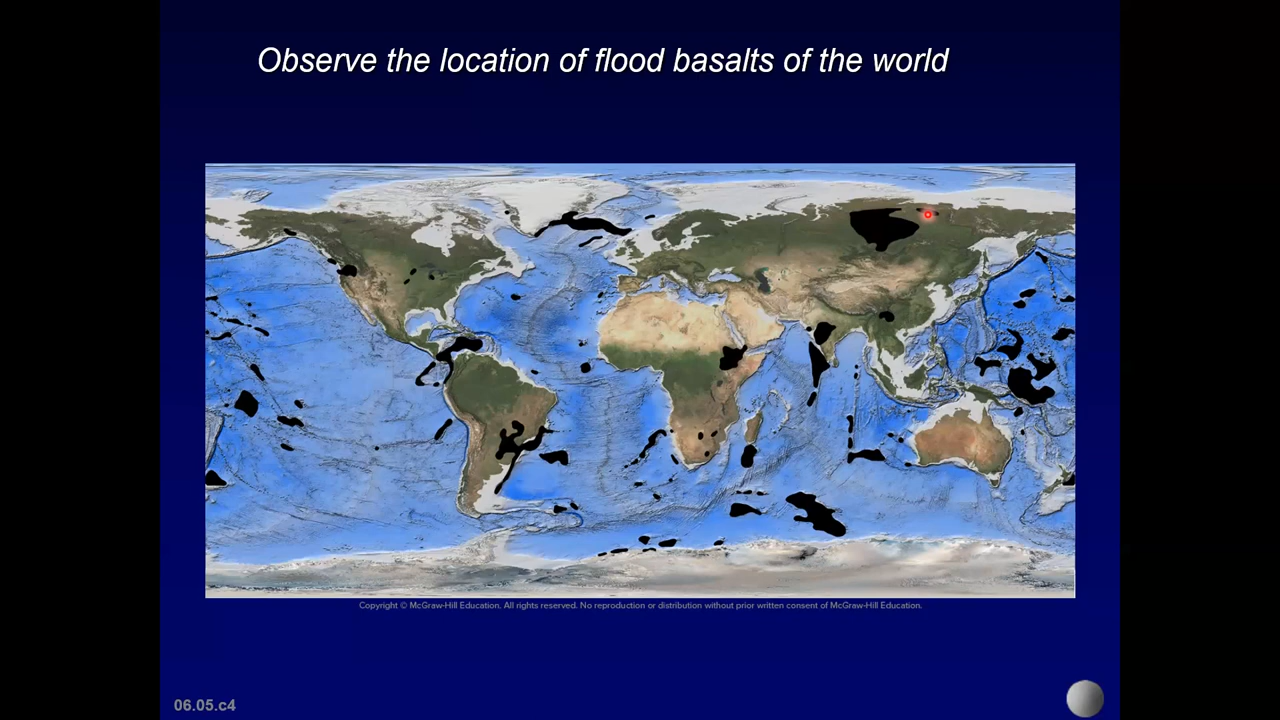 Observe the location of flood basalts of the world
Copyright © McGraw-Hill Education. All rights reserved. No reproduction or distribution without prior written consent of McGraw-Hill Education.
06.05.c4